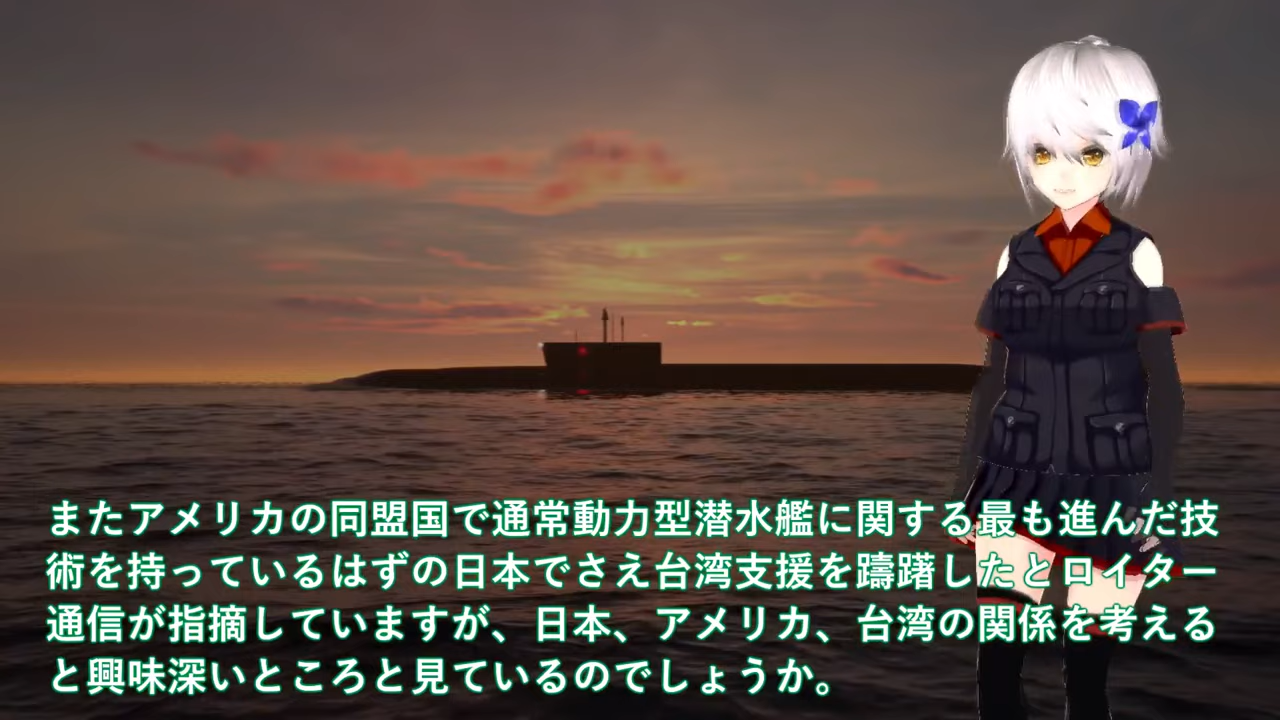 またアメリカの同盟国で通常動力型潜水艦に関する最も進んだ技
術を持っているはずの日本でさえ台湾支援を躊躇したとロイター
通信が指摘していますが、日本、アメリカ、台湾の関係を考える
と興味深いところと見ているのでしょうか。